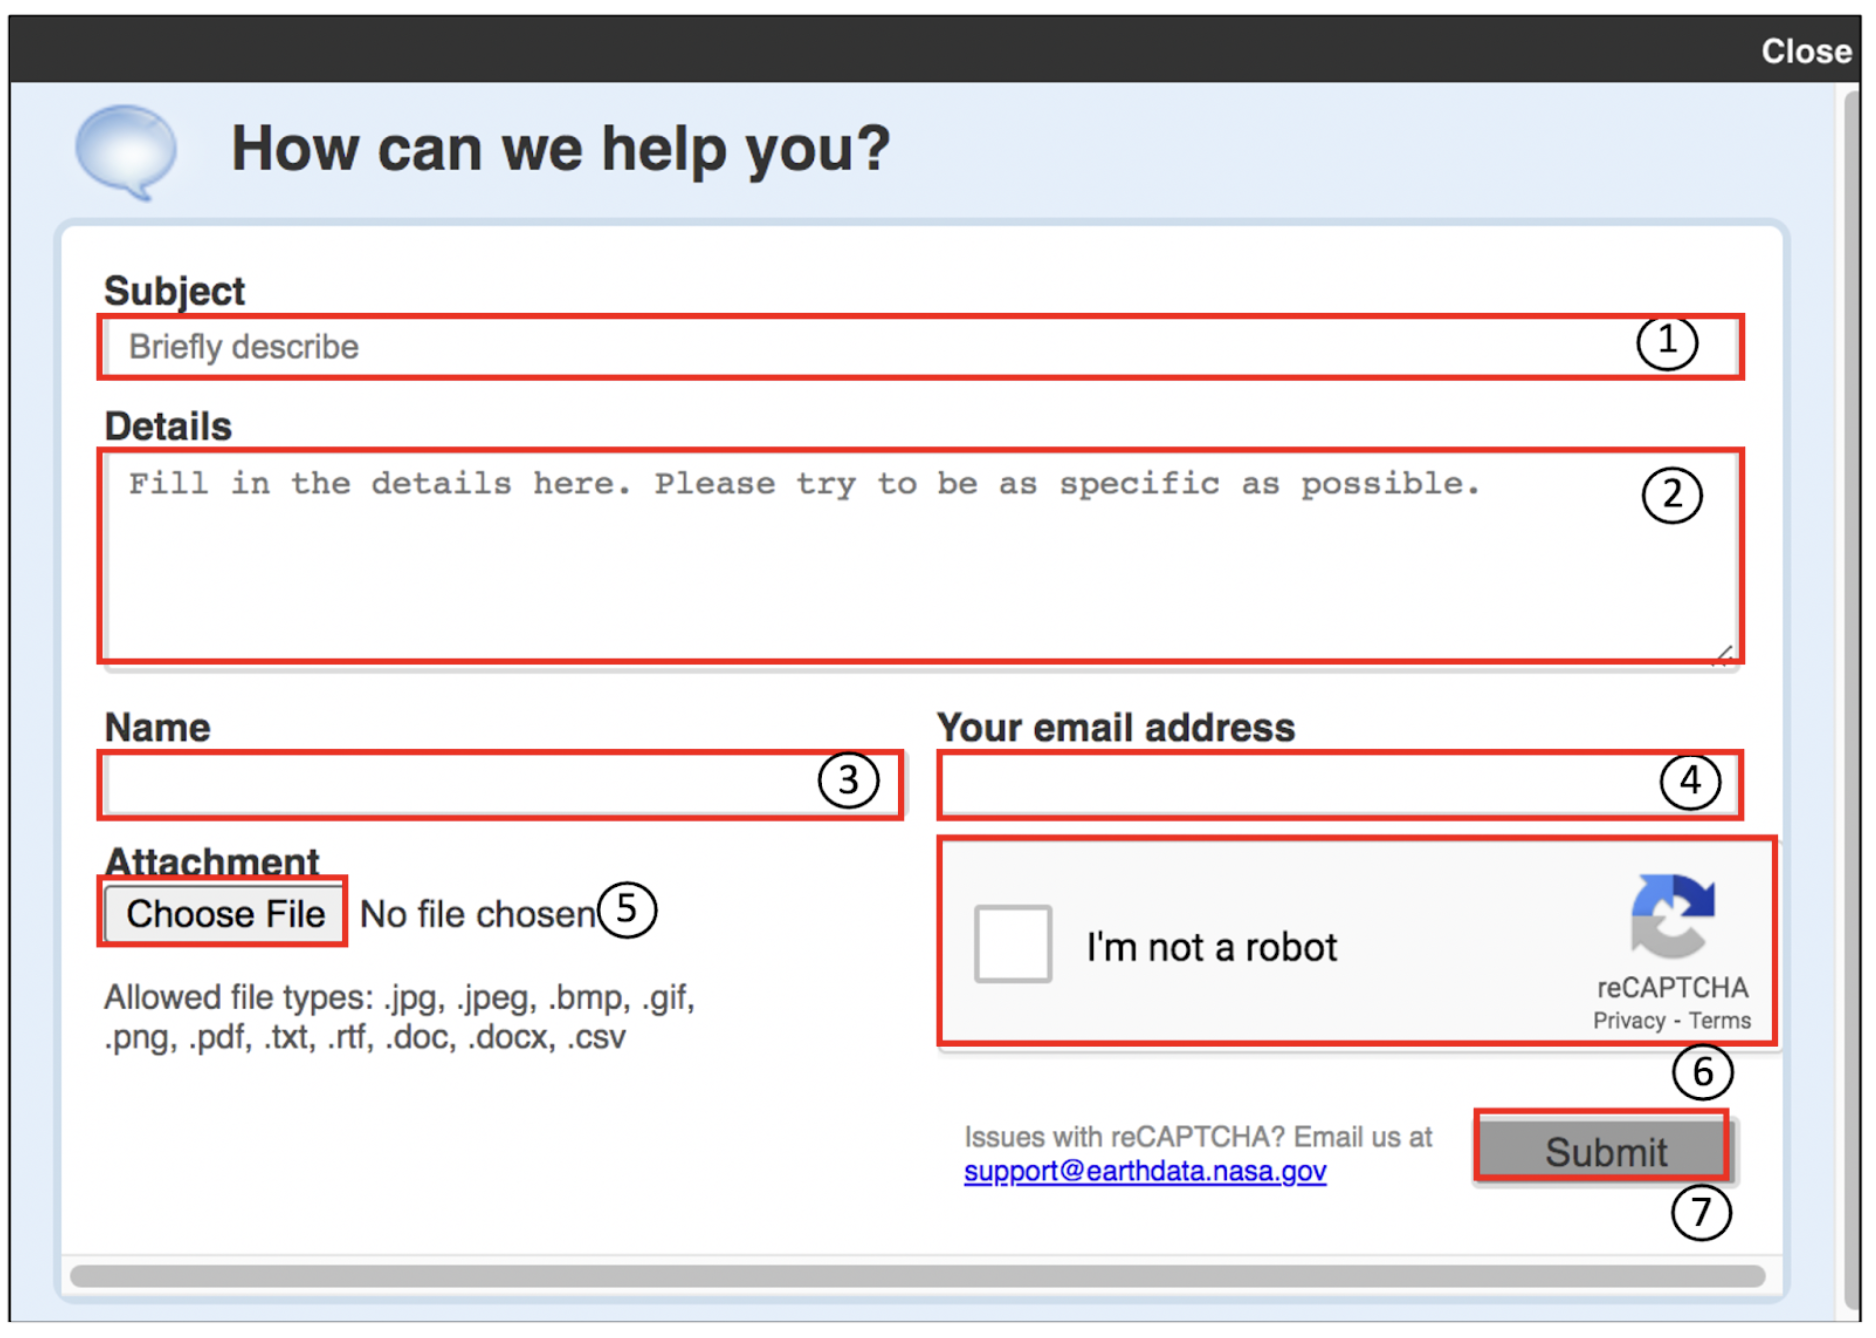 Close
How can we help you?
Subject
Briefly describe ①
Details
Fill in the details here. Please try to be as specific as possible. ②
Name
③
Your email address
④
Attachment
Choose File No file chosen ⑤
Allowed file types: .jpg, .jpeg, .bmp, .gif,
.png, .pdf, .txt, .rtf, .doc, .docx, .csv
I'm not a robot
reCAPTCHA
Privacy - Terms
⑥
Issues with reCAPTCHA? Email us at
support@earthdata.nasa.gov
Submit
⑦